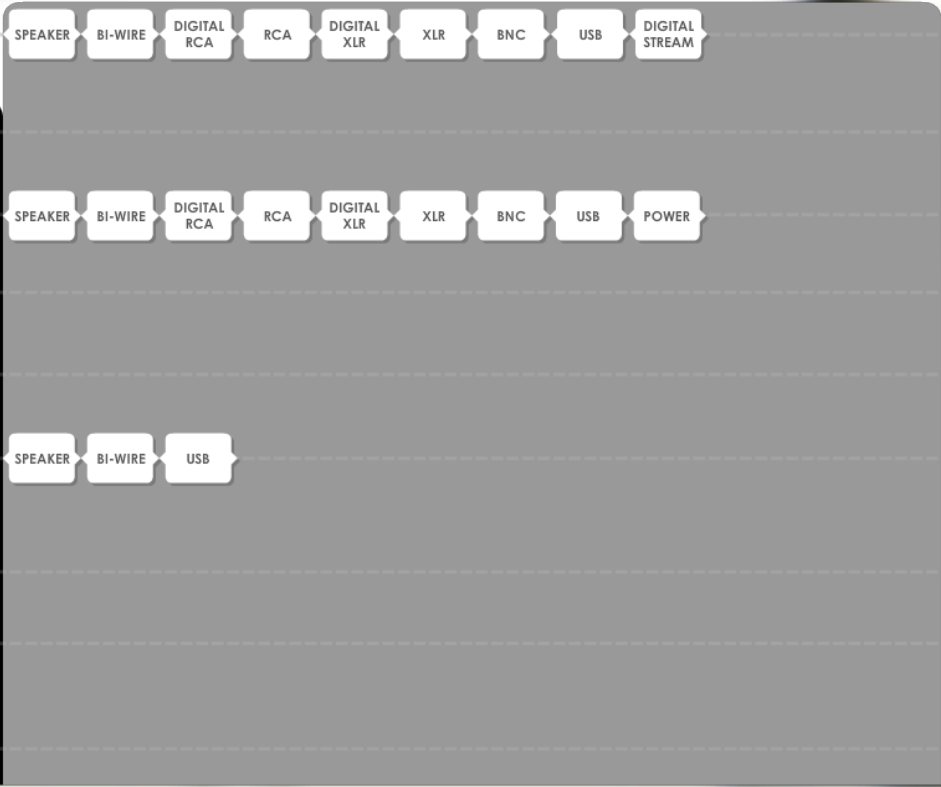 SPEAKER BI-WIRE DIGITAL RCA RCA DIGITAL XLR XLR BNC USB DIGITAL STREAM
SPEAKER BI-WIRE DIGITAL RCA RCA DIGITAL XLR XLR BNC USB POWER
SPEAKER BI-WIRE USB